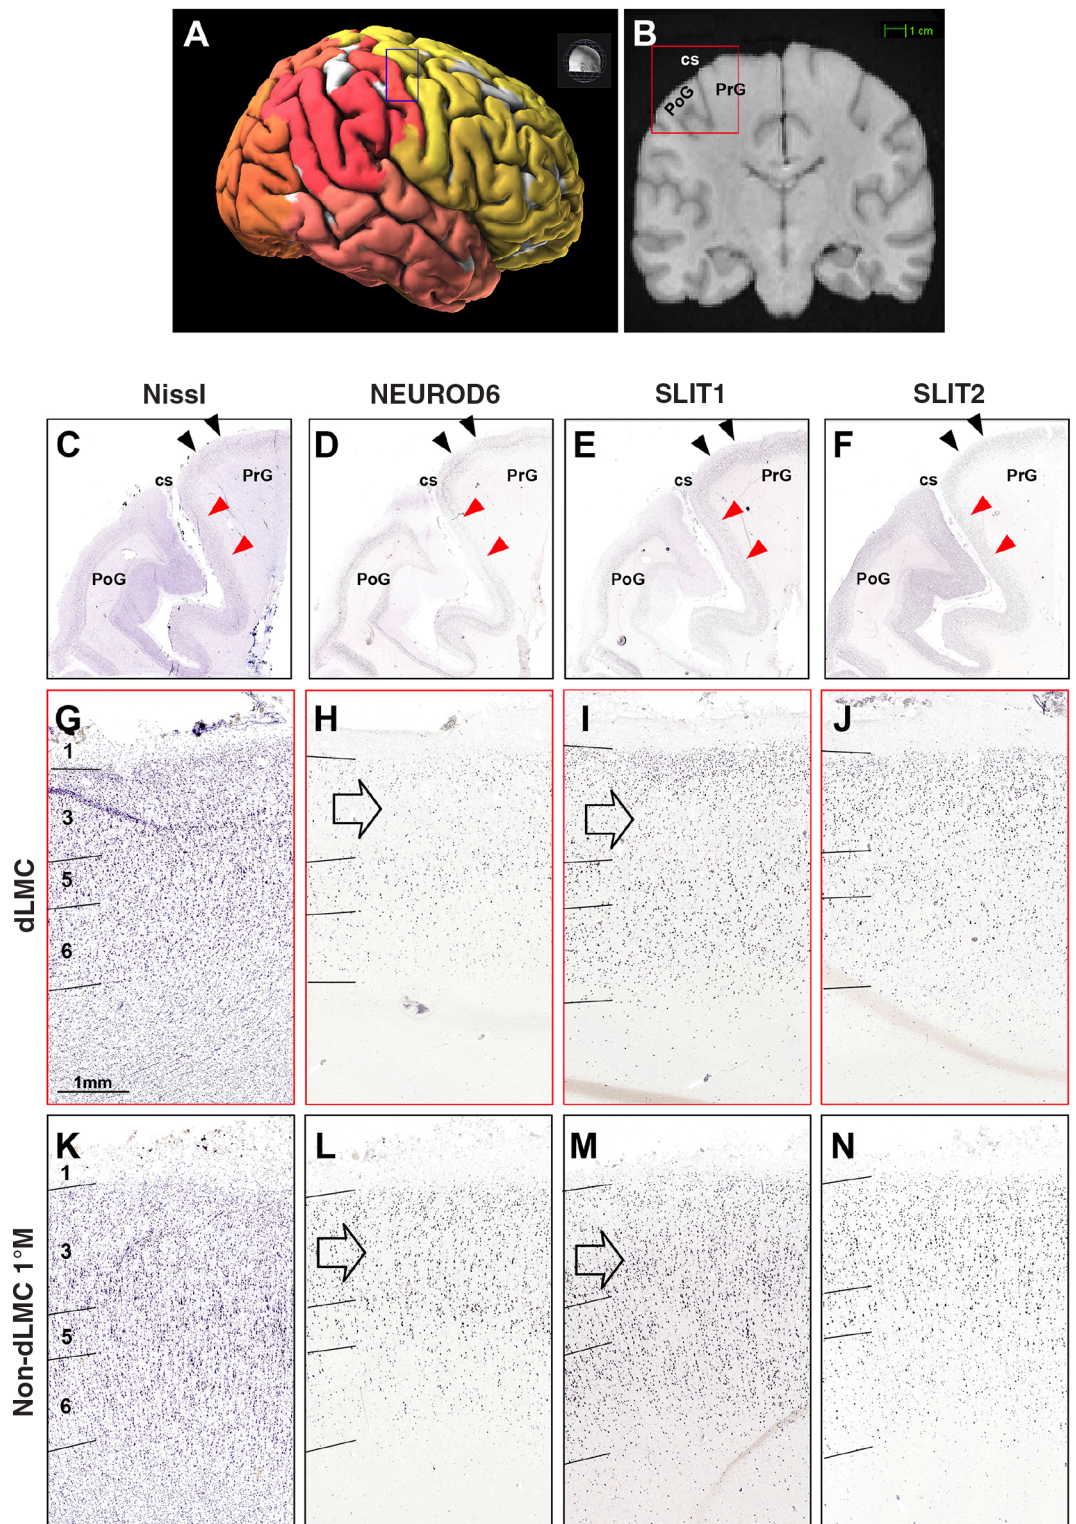 A
B
1 cm
cs
PoG
PrG
Nissl
NEUROD6
SLIT1
SLIT2
C
cs
PrG
PoG
D
cs
PrG
PoG
E
cs
PrG
PoG
F
cs
PrG
PoG
dLMC
G
1
3
5
6
1mm
H
I
J
Non-dLMC 1°M
K
1
3
5
6
L
M
N